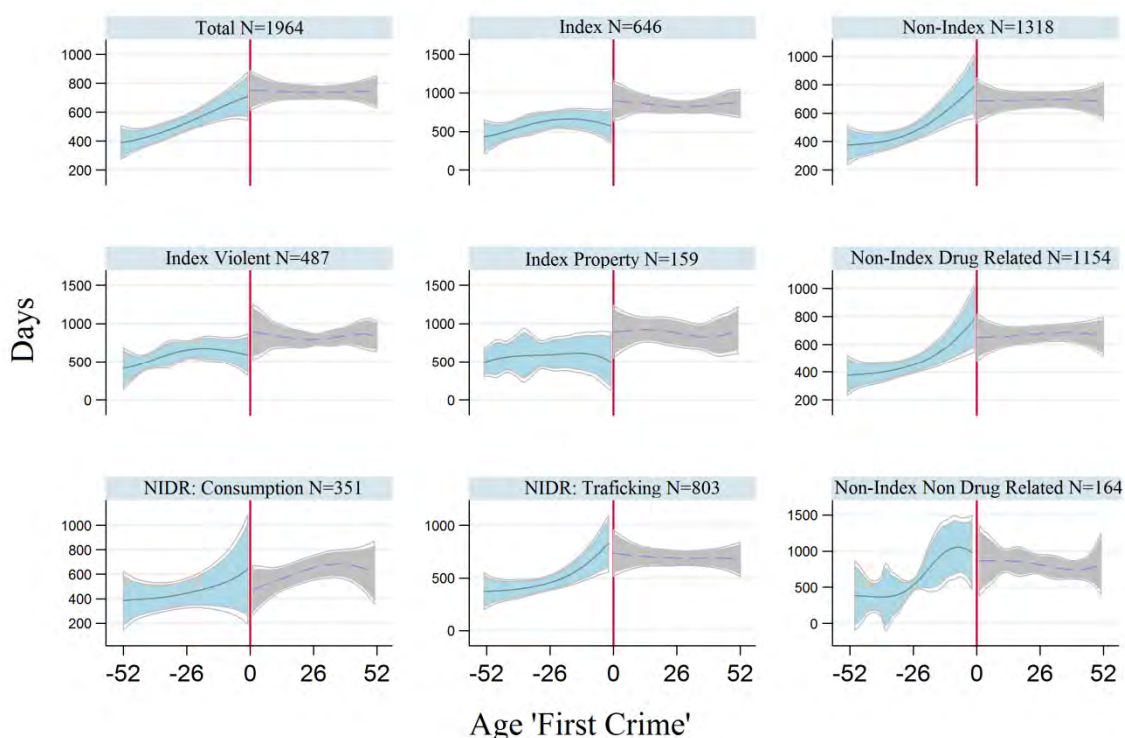 Total N=1964
1000
800
600
400
200
Index N=646
1500
1000
500
0
Non-Index N=1318
1000
800
600
400
200
Index Violent N=487
1500
1000
500
0
Index Property N=159
1500
1000
500
0
Non-Index Drug Related N=1154
1000
800
600
400
200
Days
NIDR: Consumption N=351
1000
800
600
400
200
-52 -26 0 26 52
NIDR: Traficking N=803
1000
500
0
-52 -26 0 26 52
Non-Index Non Drug Related N=164
1500
1000
500
0
-52 -26 0 26 52
Age 'First Crime'